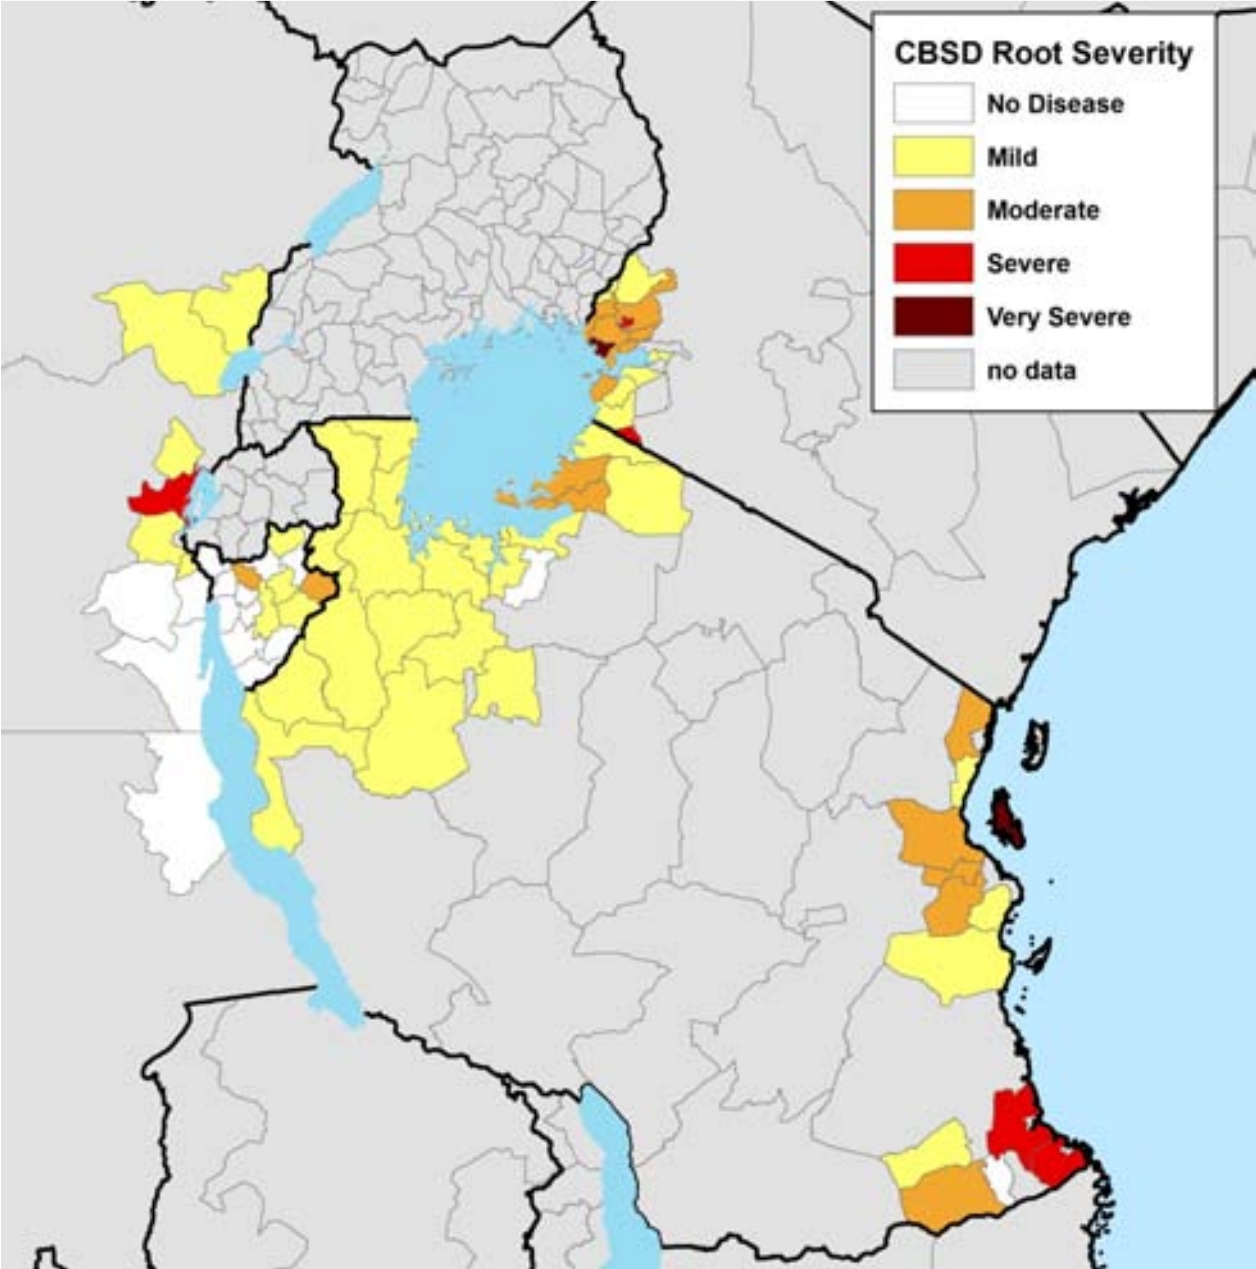 CBSD Root Severity
No Disease
Mild
Moderate
Severe
Very Severe
no data